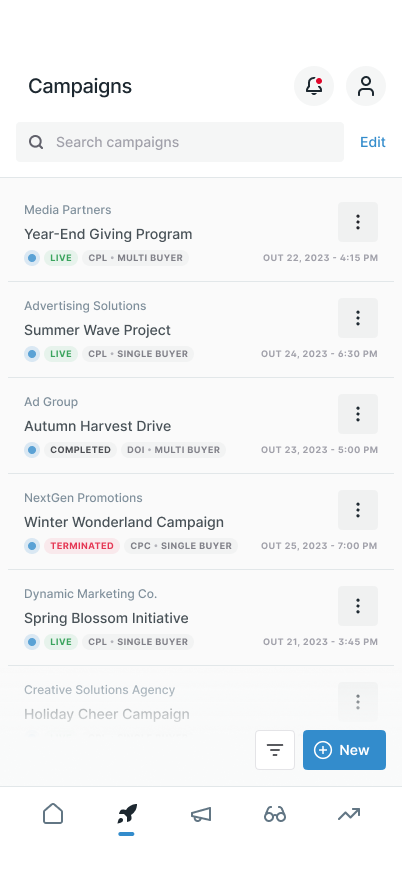 Campaigns
Search campaigns
Edit
Media Partners
Year-End Giving Program
LIVE CPL • MULTI BUYER OUT 22, 2023 - 4:15 PM
Advertising Solutions
Summer Wave Project
LIVE CPL • SINGLE BUYER OUT 24, 2023 - 6:30 PM
Ad Group
Autumn Harvest Drive
COMPLETED DOI • MULTI BUYER OUT 23, 2023 - 5:00 PM
NextGen Promotions
Winter Wonderland Campaign
TERMINATED CPC • SINGLE BUYER OUT 25, 2023 - 7:00 PM
Dynamic Marketing Co.
Spring Blossom Initiative
LIVE CPL • SINGLE BUYER OUT 21, 2023 - 3:45 PM
Creative Solutions Agency
Holiday Cheer Campaign
New